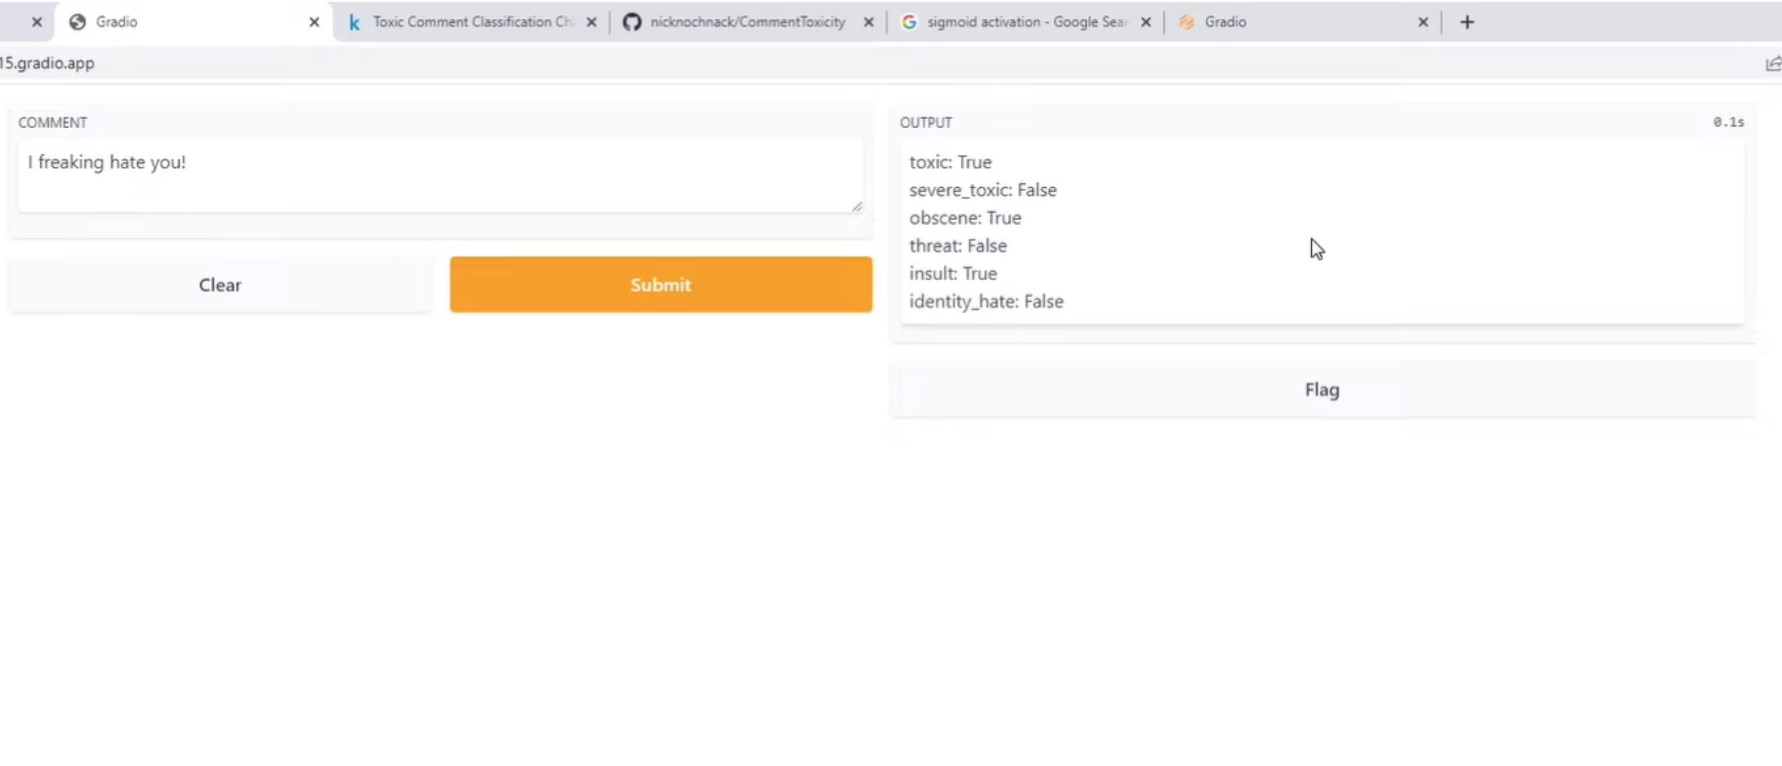 Gradio
Toxic Comment Classification Ch
nicknochnack/CommentToxicity
sigmoid activation - Google Sear
Gradio
15.gradio.app
COMMENT
I freaking hate you!
Clear
Submit
OUTPUT
0.1s
toxic: True
severe_toxic: False
obscene: True
threat: False
insult: True
identity_hate: False
Flag